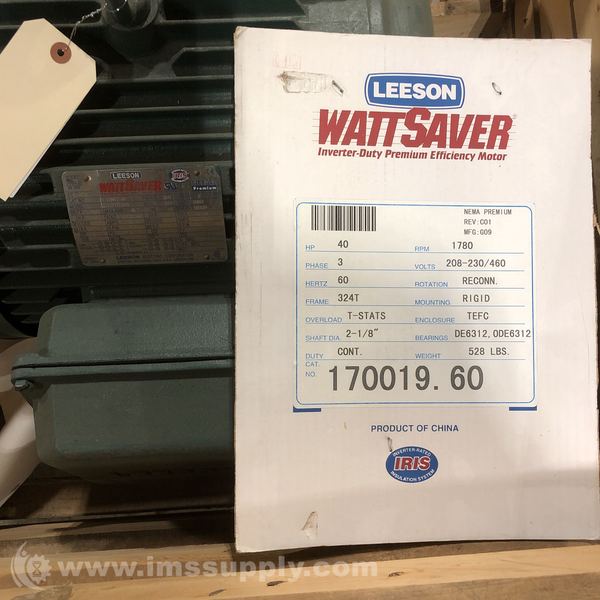 LEESON
WATTSAVER
Inverter-Duty Premium Efficiency Motor
NEMA PREMIUM
REV:C01
MFG:G09
HP 40 RPM 1780
PHASE 3 VOLTS 208-230/460
HERTZ 60 ROTATION RECONN.
FRAME 324T MOUNTING RIGID
OVERLOAD T-STATS ENCLOSURE TEFC
SHAFT DIA. 2-1/8" BEARINGS DE6312,ODE6312
DUTY CONT. WEIGHT 528 LBS.
CAT. NO. 170019.60
PRODUCT OF CHINA
INVERTER-RATED
IRIS
INSULATION SYSTEM
LEESON
WATTSAVER
Premium
www.imssupply.com